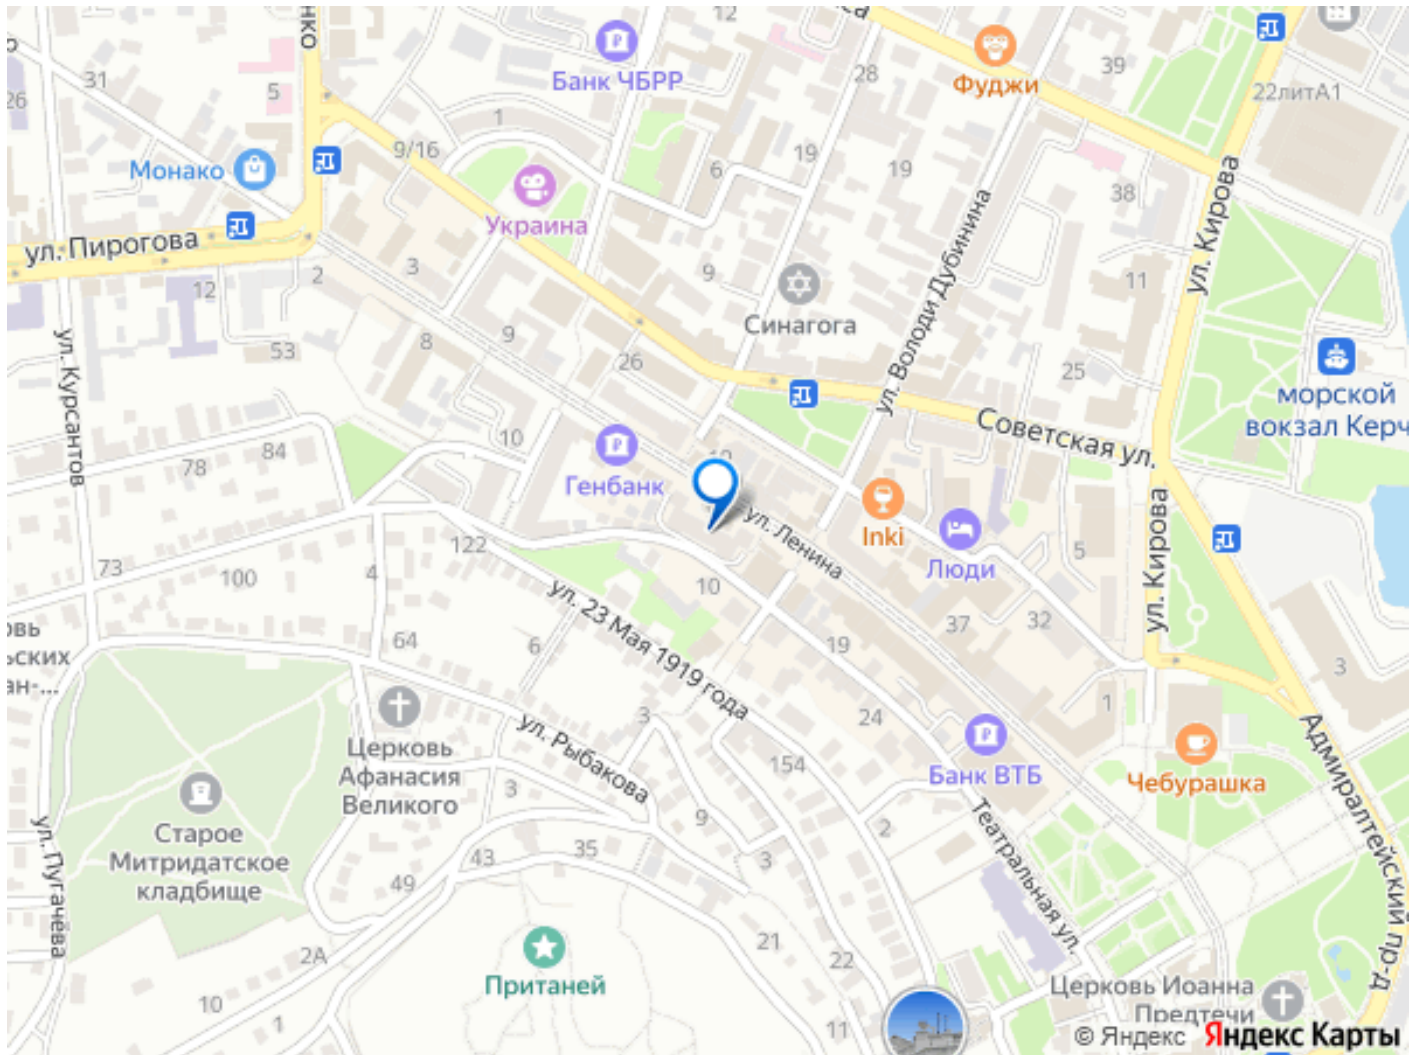 12
Банк ЧБРР
Фуджи
28
39
22литА1
31
5
26
1
9/16
Монако
Украина
6
19
19
38
ул. Кирова
ул. Пирогова
2
3
12
9
Синагога
ул. Володи Дубинина
11
53
8
9
26
25
морской
вокзал Керч
ул. Курсантов
Советская ул.
84
78
10
Генбанк
ул. Ленина
Inki
Люди
5
ул. Кирова
122
73
100
4
10
ул. 23 Мая 1919 года
64
6
19
37
32
3
ьских
ан-...
Церковь
Афанасия
Великого
ул. Рыбакова
3
24
1
154
Банк ВТБ
Чебурашка
Адмиралтейский пр-д
Старое
Митридатское
кладбище
3
9
2
Театральная ул.
ул. Пугачёва
43
35
49
3
2А
21
22
Пританей
10
1
11
Церковь Иоанна
Предтечи
© Яндекс Яндекс Карты